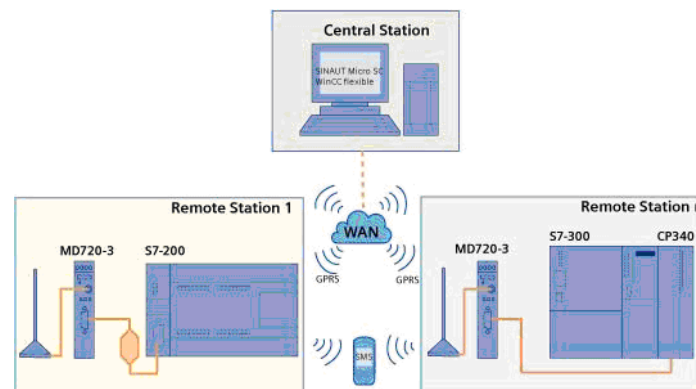 Central Station
SINAUT Micro SC
WinCC flexible
Remote Station 1
MD720-3
S7-200
WAN
GPRS
GPRS
SMS
Remote Station
MD720-3
S7-300
CP340